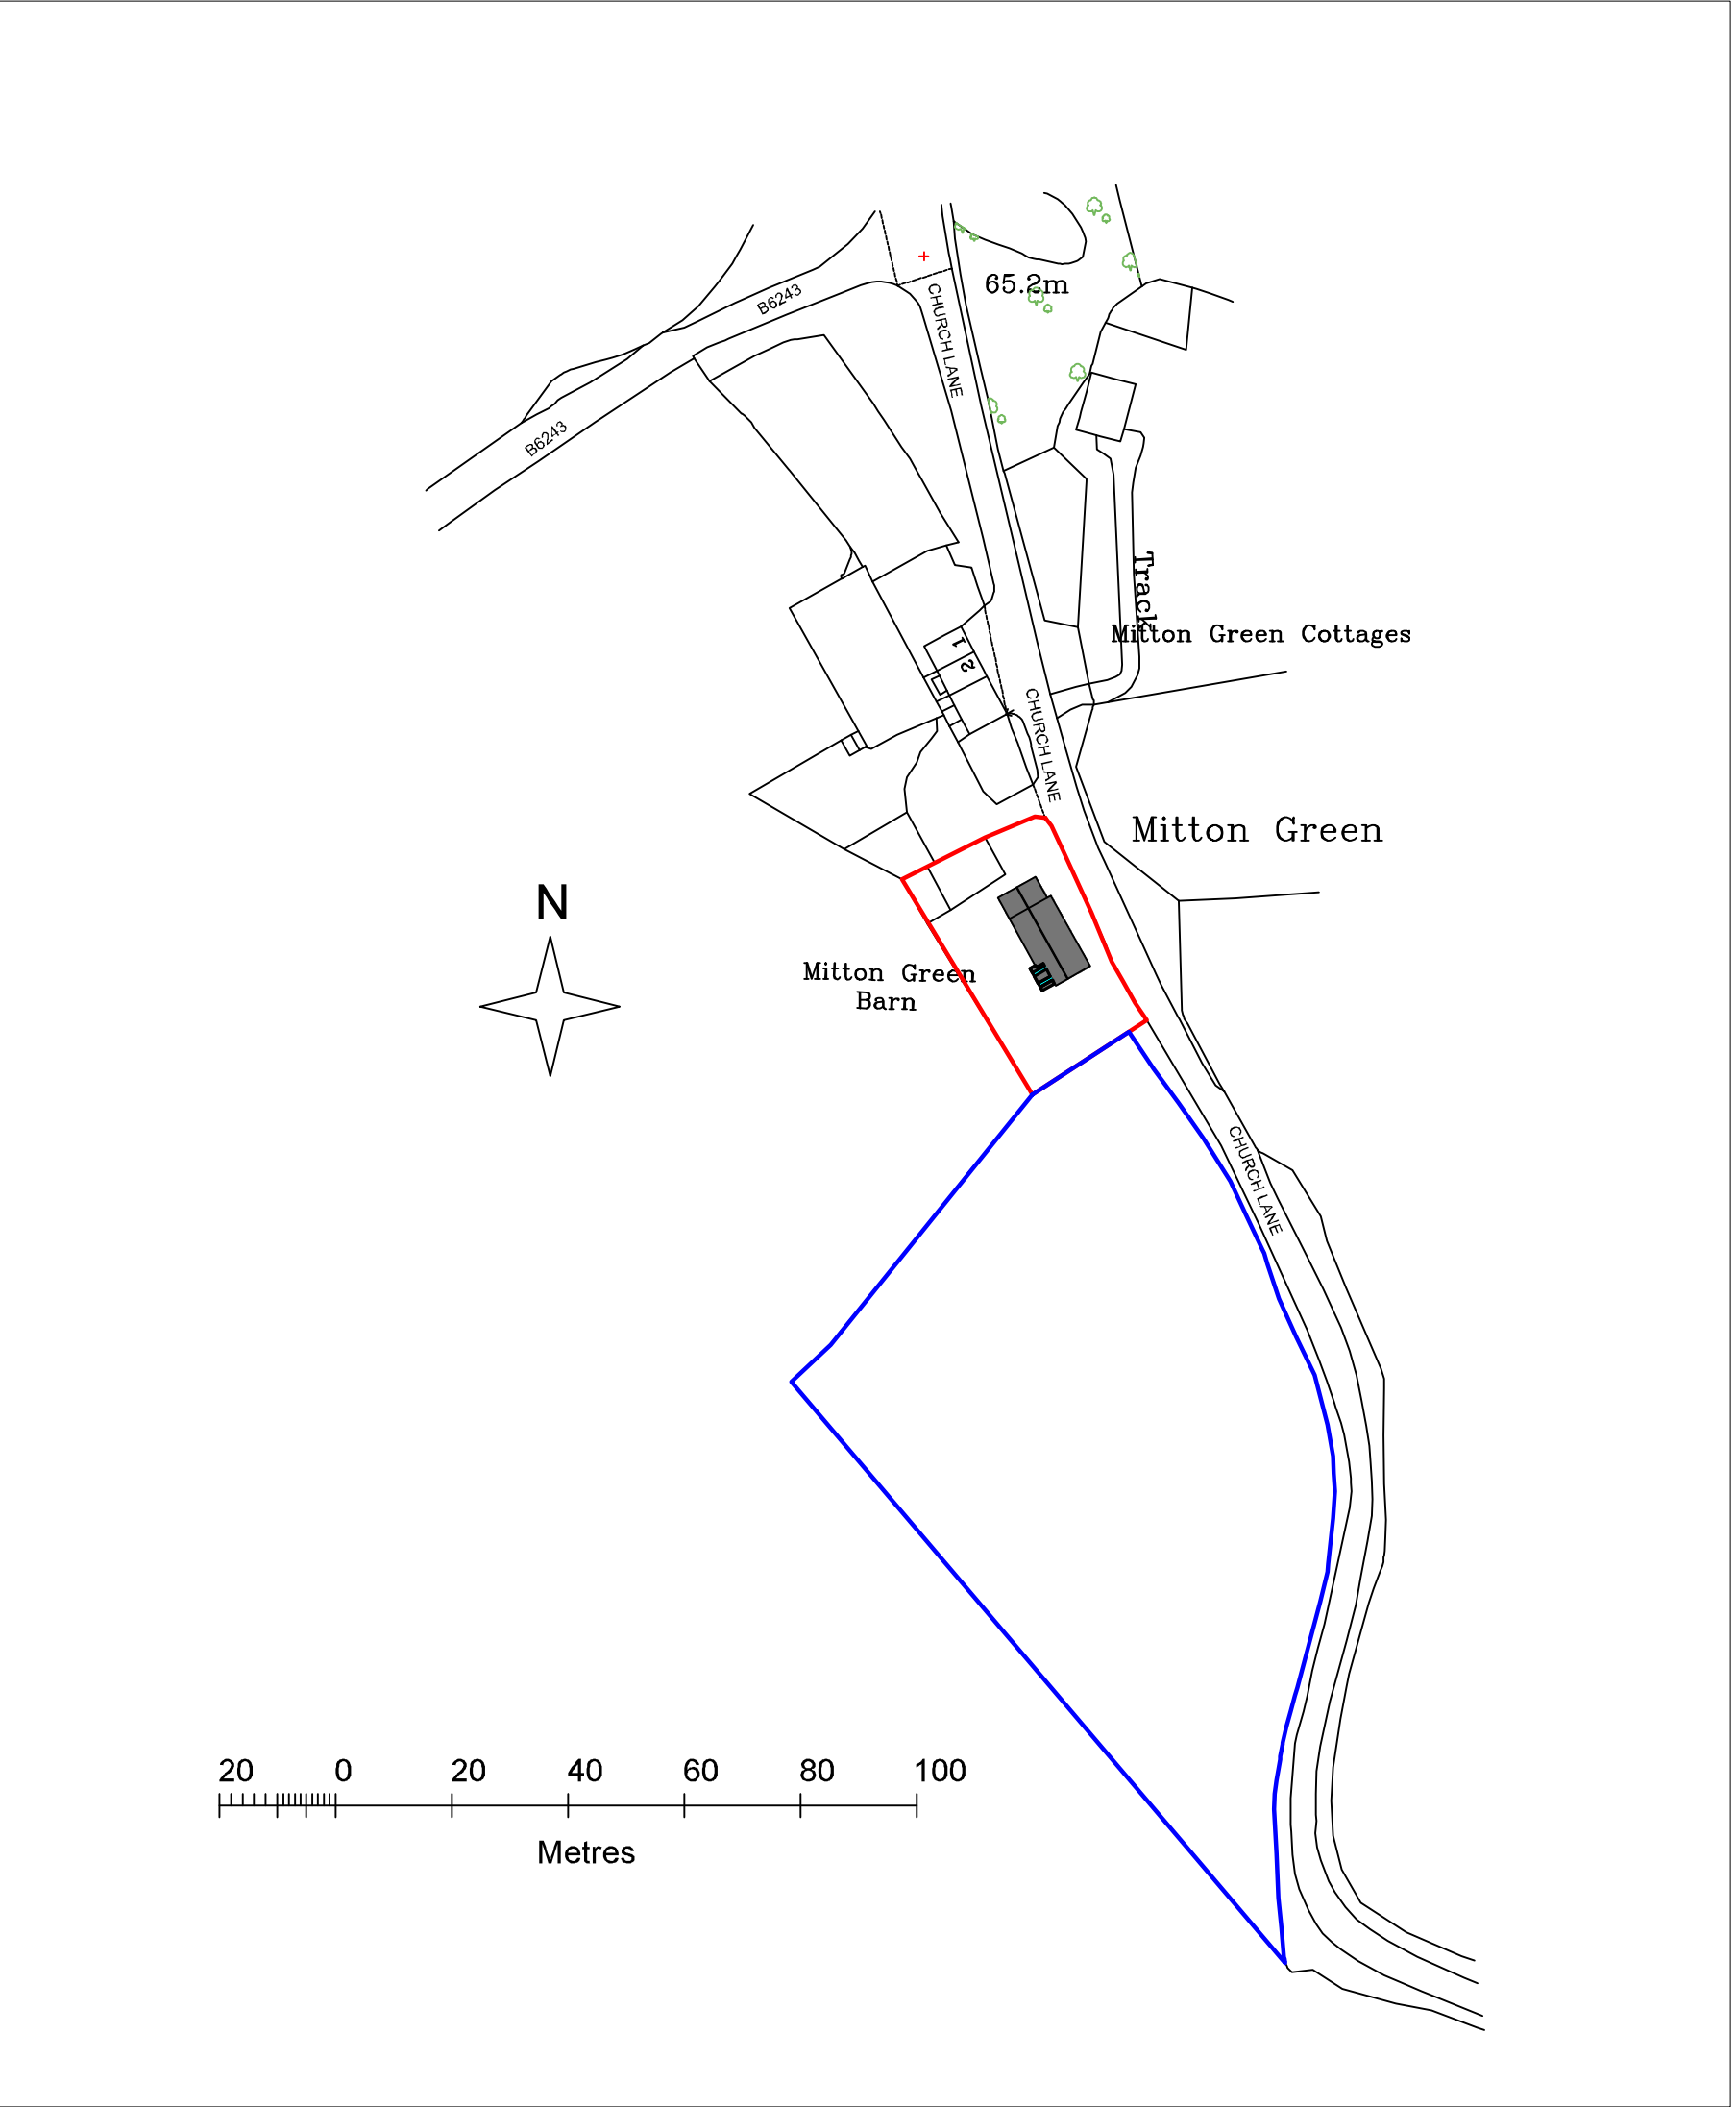 65.2m
B6243
CHURCH LANE
B6243
Track
Mitton Green Cottages
1
2
CHURCH LANE
Mitton Green
N
Mitton Green
Barn
CHURCH LANE
20 0 20 40 60 80 100
Metres